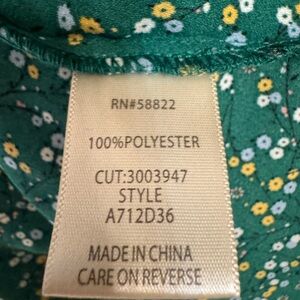 RN#58822
100%POLYESTER
CUT:3003947
STYLE
A712D36
MADE IN CHINA
CARE ON REVERSE